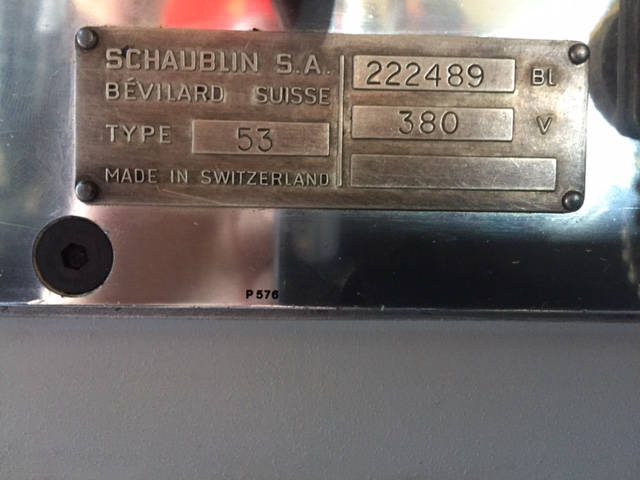 SCHAUBLIN S.A.
BÉVILARD SUISSE
TYPE 53
MADE IN SWITZERLAND
222489 BL
380 V
P 576